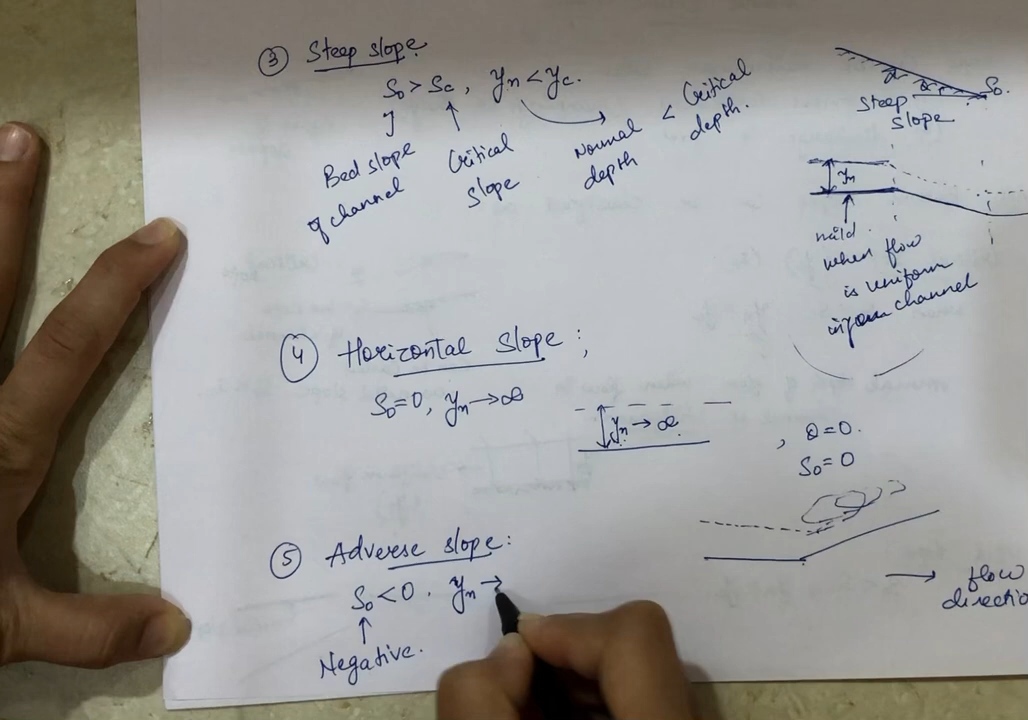 ③ Steep slope
S₀ > Sc, yn < yc.
Bed slope
of channel
Critical
slope
Normal
depth
<
Critical
depth.
S₀.
Steep
slope
yn
mild.
when flow
is uniform
channel
④ Horizontal Slope :,
S₀=0, yn → ∞
yn → ∞
, θ=0.
S₀=0
⑤ Adverse slope:
S₀<0. yn →
↑
Negative.
→ flow
directio